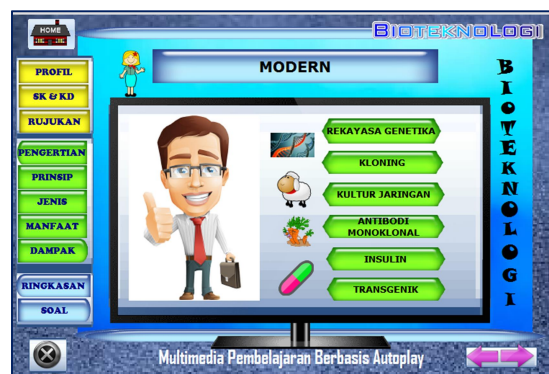 HOME
BIOTEKNOLOGI
MODERN
PROFIL
SK & KD
RUJUKAN
PENGERTIAN
PRINSIP
JENIS
MANFAAT
DAMPAK
RINGKASAN
SOAL
REKAYASA GENETIKA
KLONING
KULTUR JARINGAN
ANTIBODI
MONOKLONAL
INSULIN
TRANSGENIK
BIOTEKNOLOGI
Multimedia Pembelajaran Berbasis Autoplay